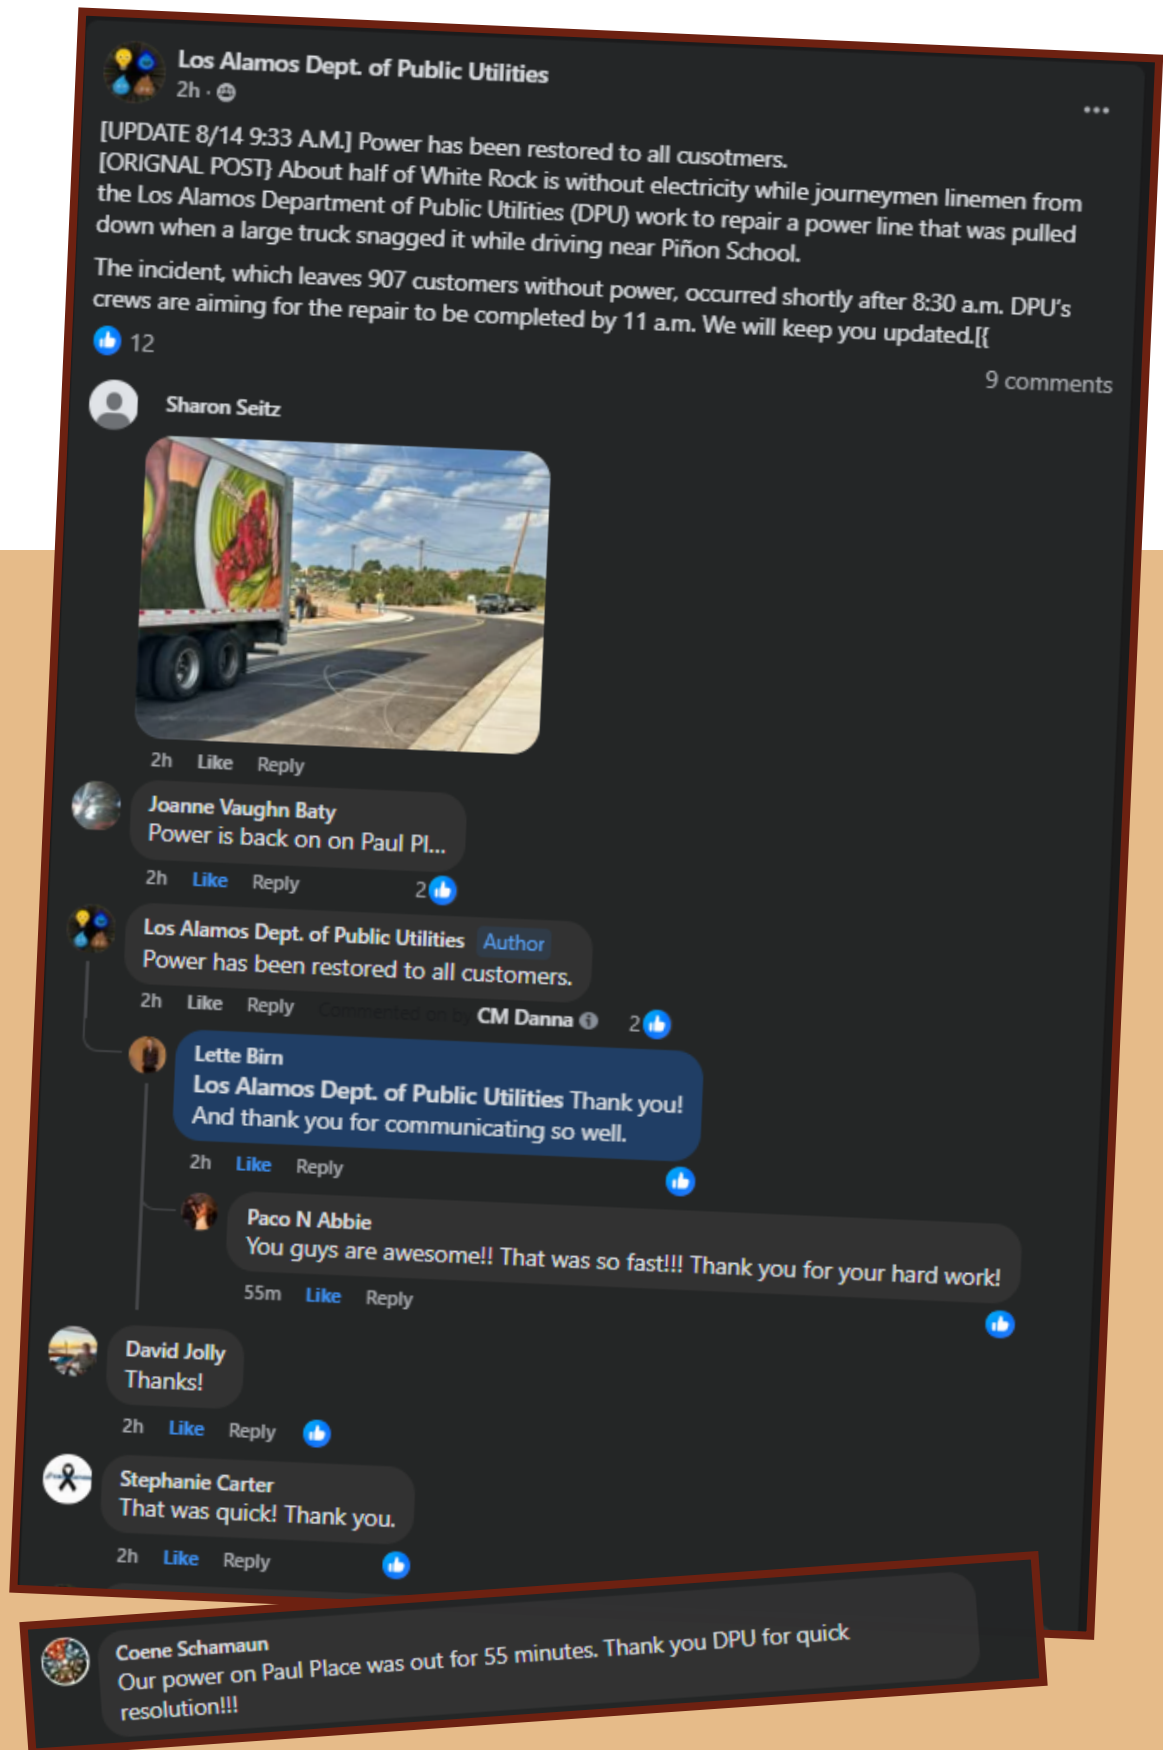 Los Alamos Dept. of Public Utilities
2h ·
[UPDATE 8/14 9:33 A.M.] Power has been restored to all cusotmers.
[ORIGNAL POST} About half of White Rock is without electricity while journeymen linemen from
the Los Alamos Department of Public Utilities (DPU) work to repair a power line that was pulled
down when a large truck snagged it while driving near Piñon School.
The incident, which leaves 907 customers without power, occurred shortly after 8:30 a.m. DPU's
crews are aiming for the repair to be completed by 11 a.m. We will keep you updated.[{
12
9 comments
Sharon Seitz
2h Like Reply
Joanne Vaughn Baty
Power is back on on Paul Pl...
2h Like Reply 2
Los Alamos Dept. of Public Utilities Author
Power has been restored to all customers.
2h Like Reply Commented on by CM Danna 2
Lette Birn
Los Alamos Dept. of Public Utilities Thank you!
And thank you for communicating so well.
2h Like Reply
Paco N Abbie
You guys are awesome!! That was so fast!!! Thank you for your hard work!
55m Like Reply
David Jolly
Thanks!
2h Like Reply
Stephanie Carter
That was quick! Thank you.
2h Like Reply
Coene Schamaun
Our power on Paul Place was out for 55 minutes. Thank you DPU for quick
resolution!!!